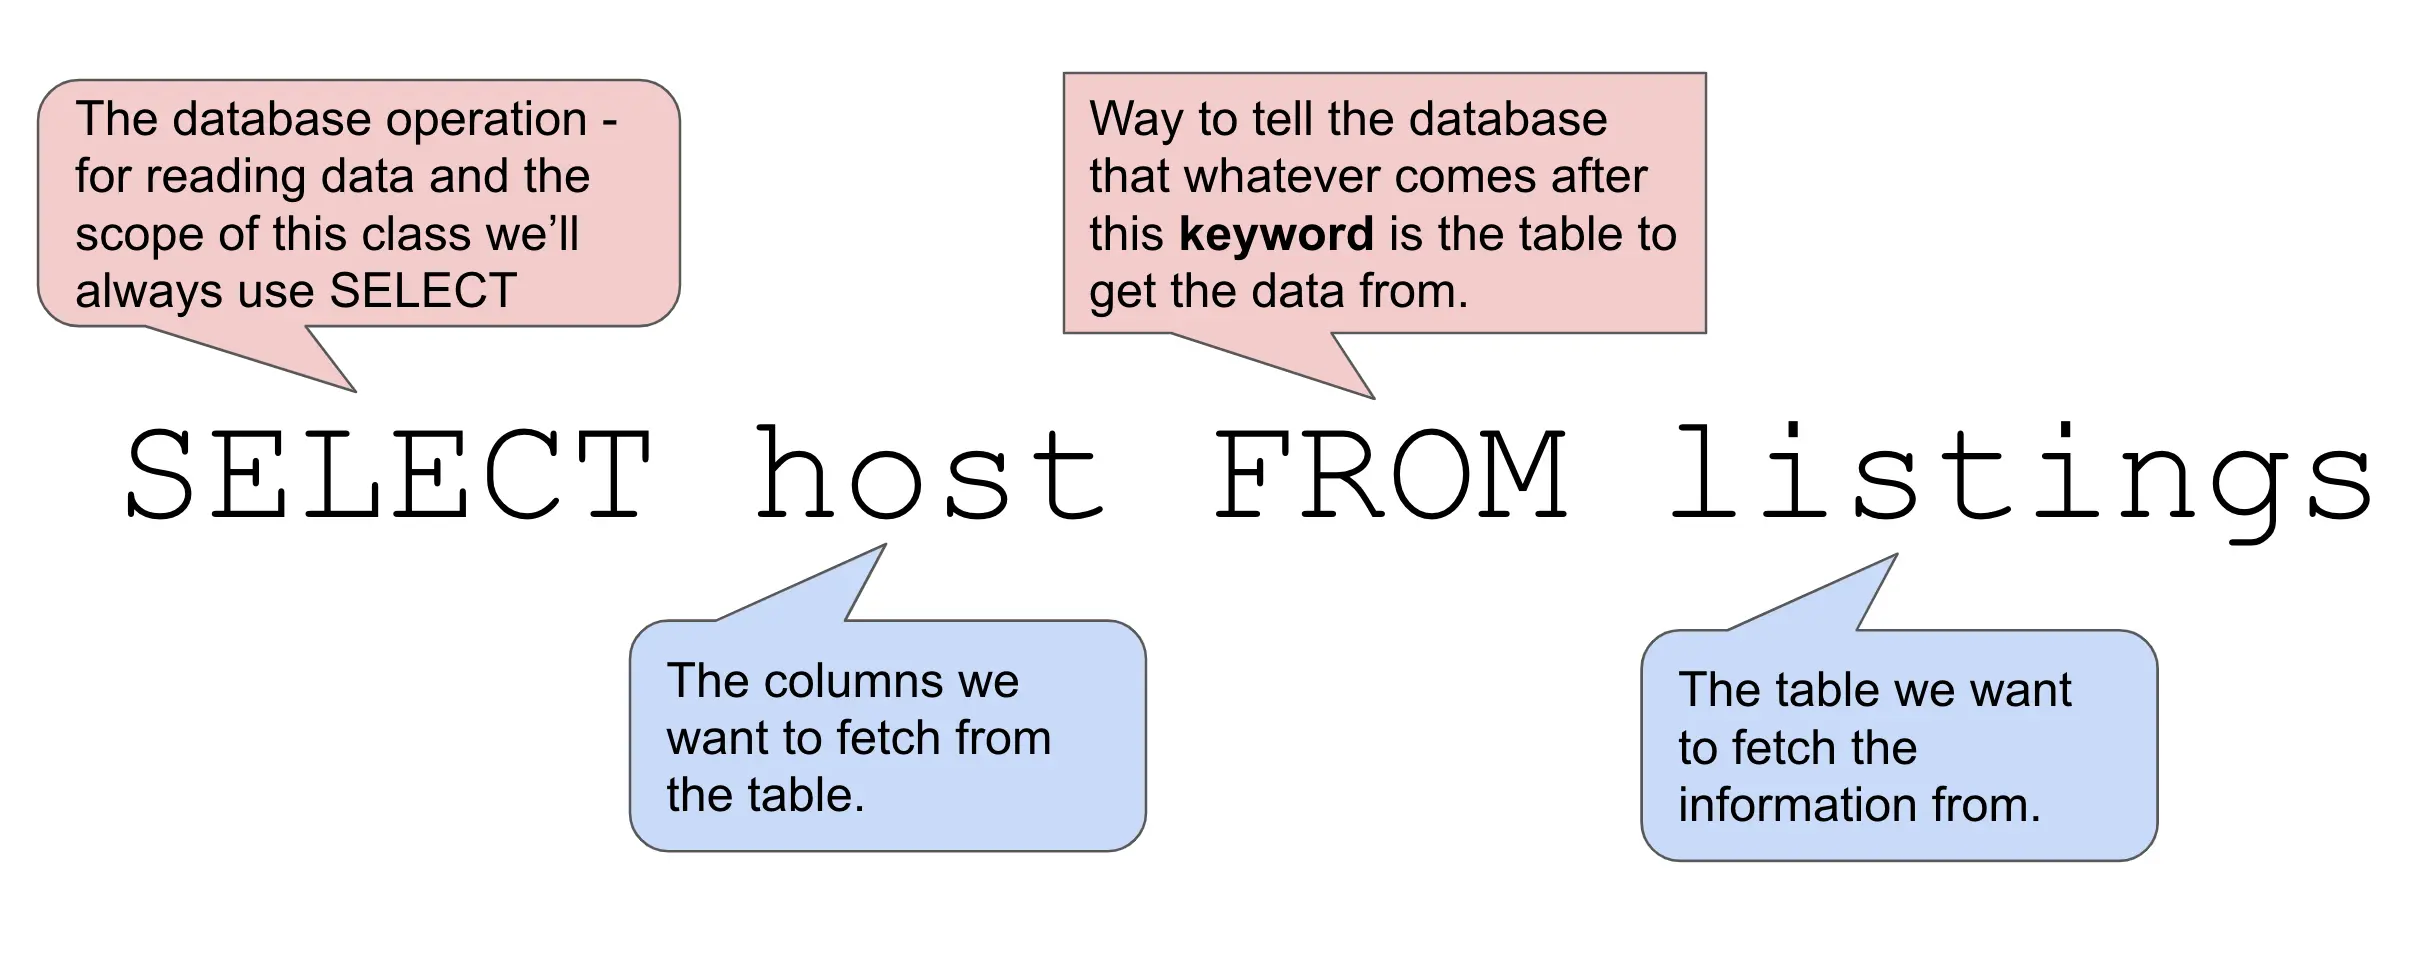 The database operation -
for reading data and the
scope of this class we’ll
always use SELECT
Way to tell the database
that whatever comes after
this keyword is the table to
get the data from.
SELECT host FROM listings
The columns we
want to fetch from
the table.
The table we want
to fetch the
information from.